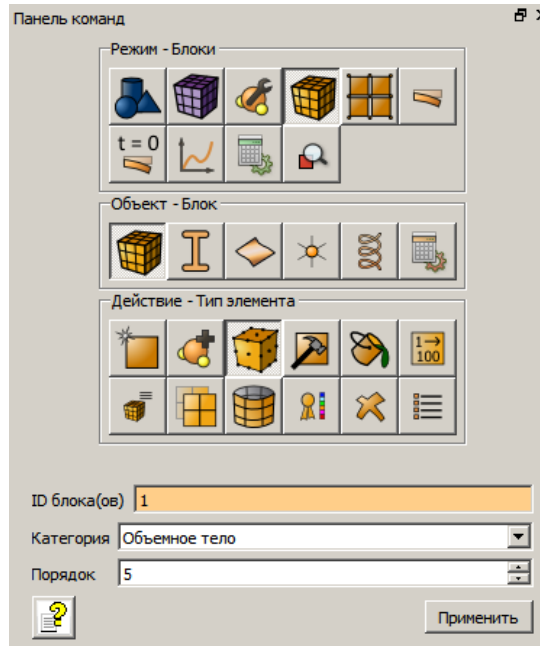 Панель команд
Режим - Блоки
t = 0
Объект - Блок
Действие - Тип элемента
1→
100
ID блока(ов) 1
Категория Объемное тело
Порядок 5
Применить